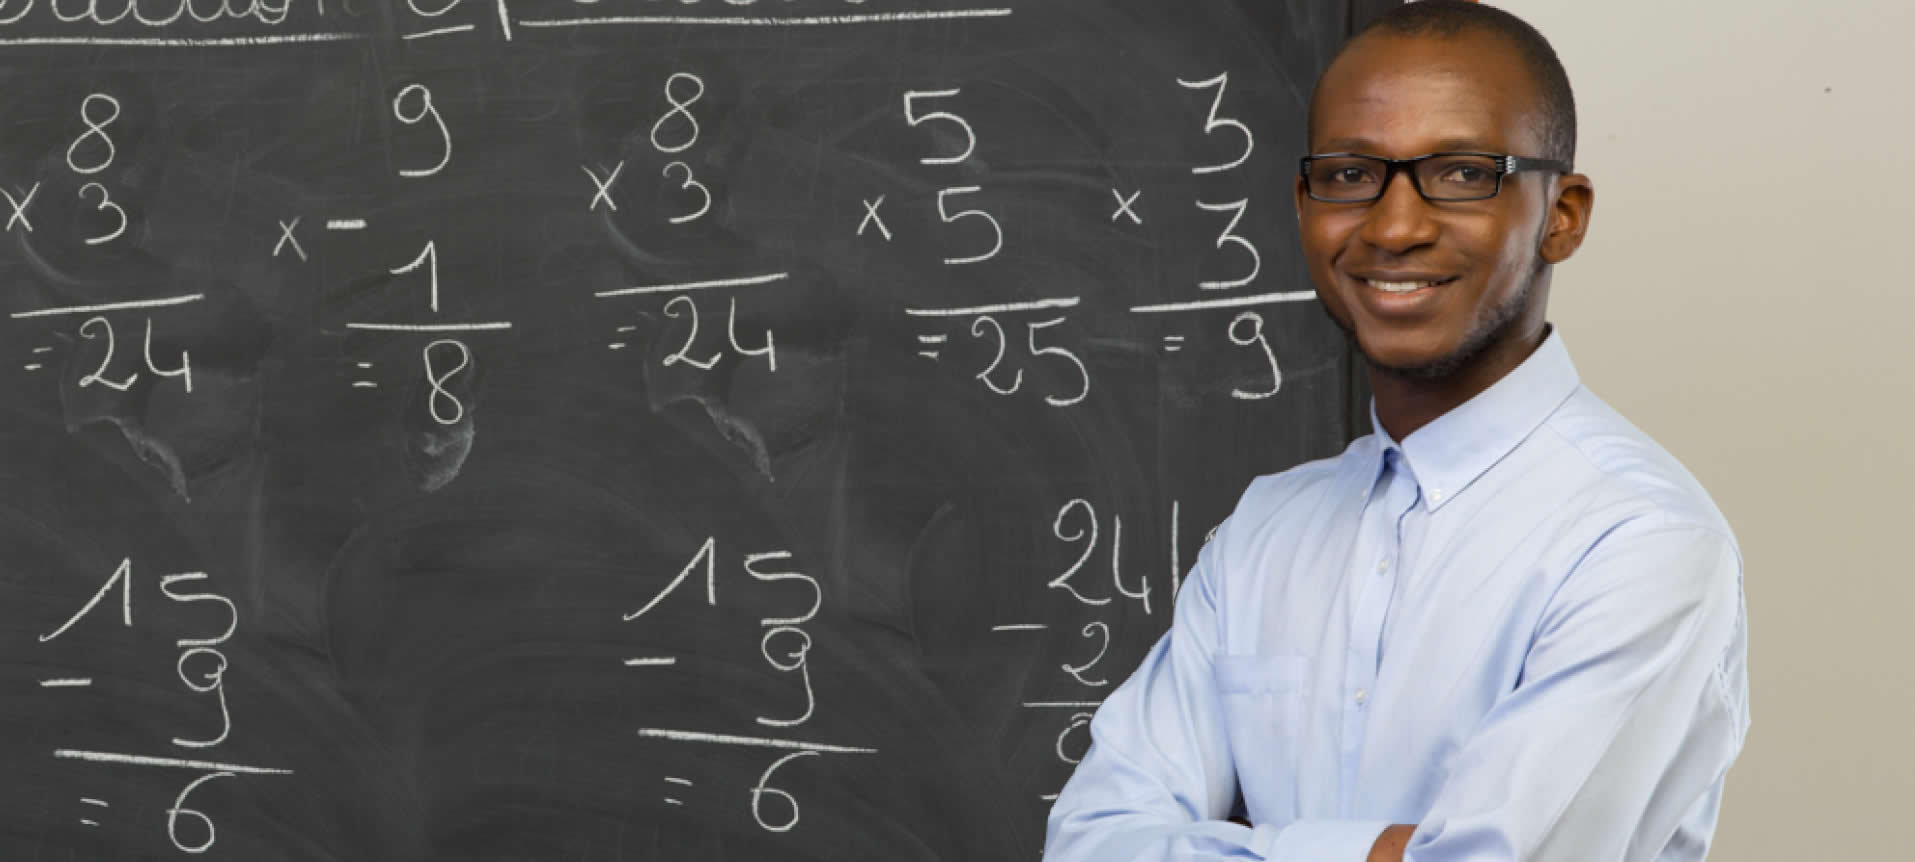 8 9 8 5 3
× 3 × - 1 × 3 × 5 × 3
= 24 = 8 = 24 = 25 = 9
15 15 24
- 9 - 9 - 2
= 6 = 6